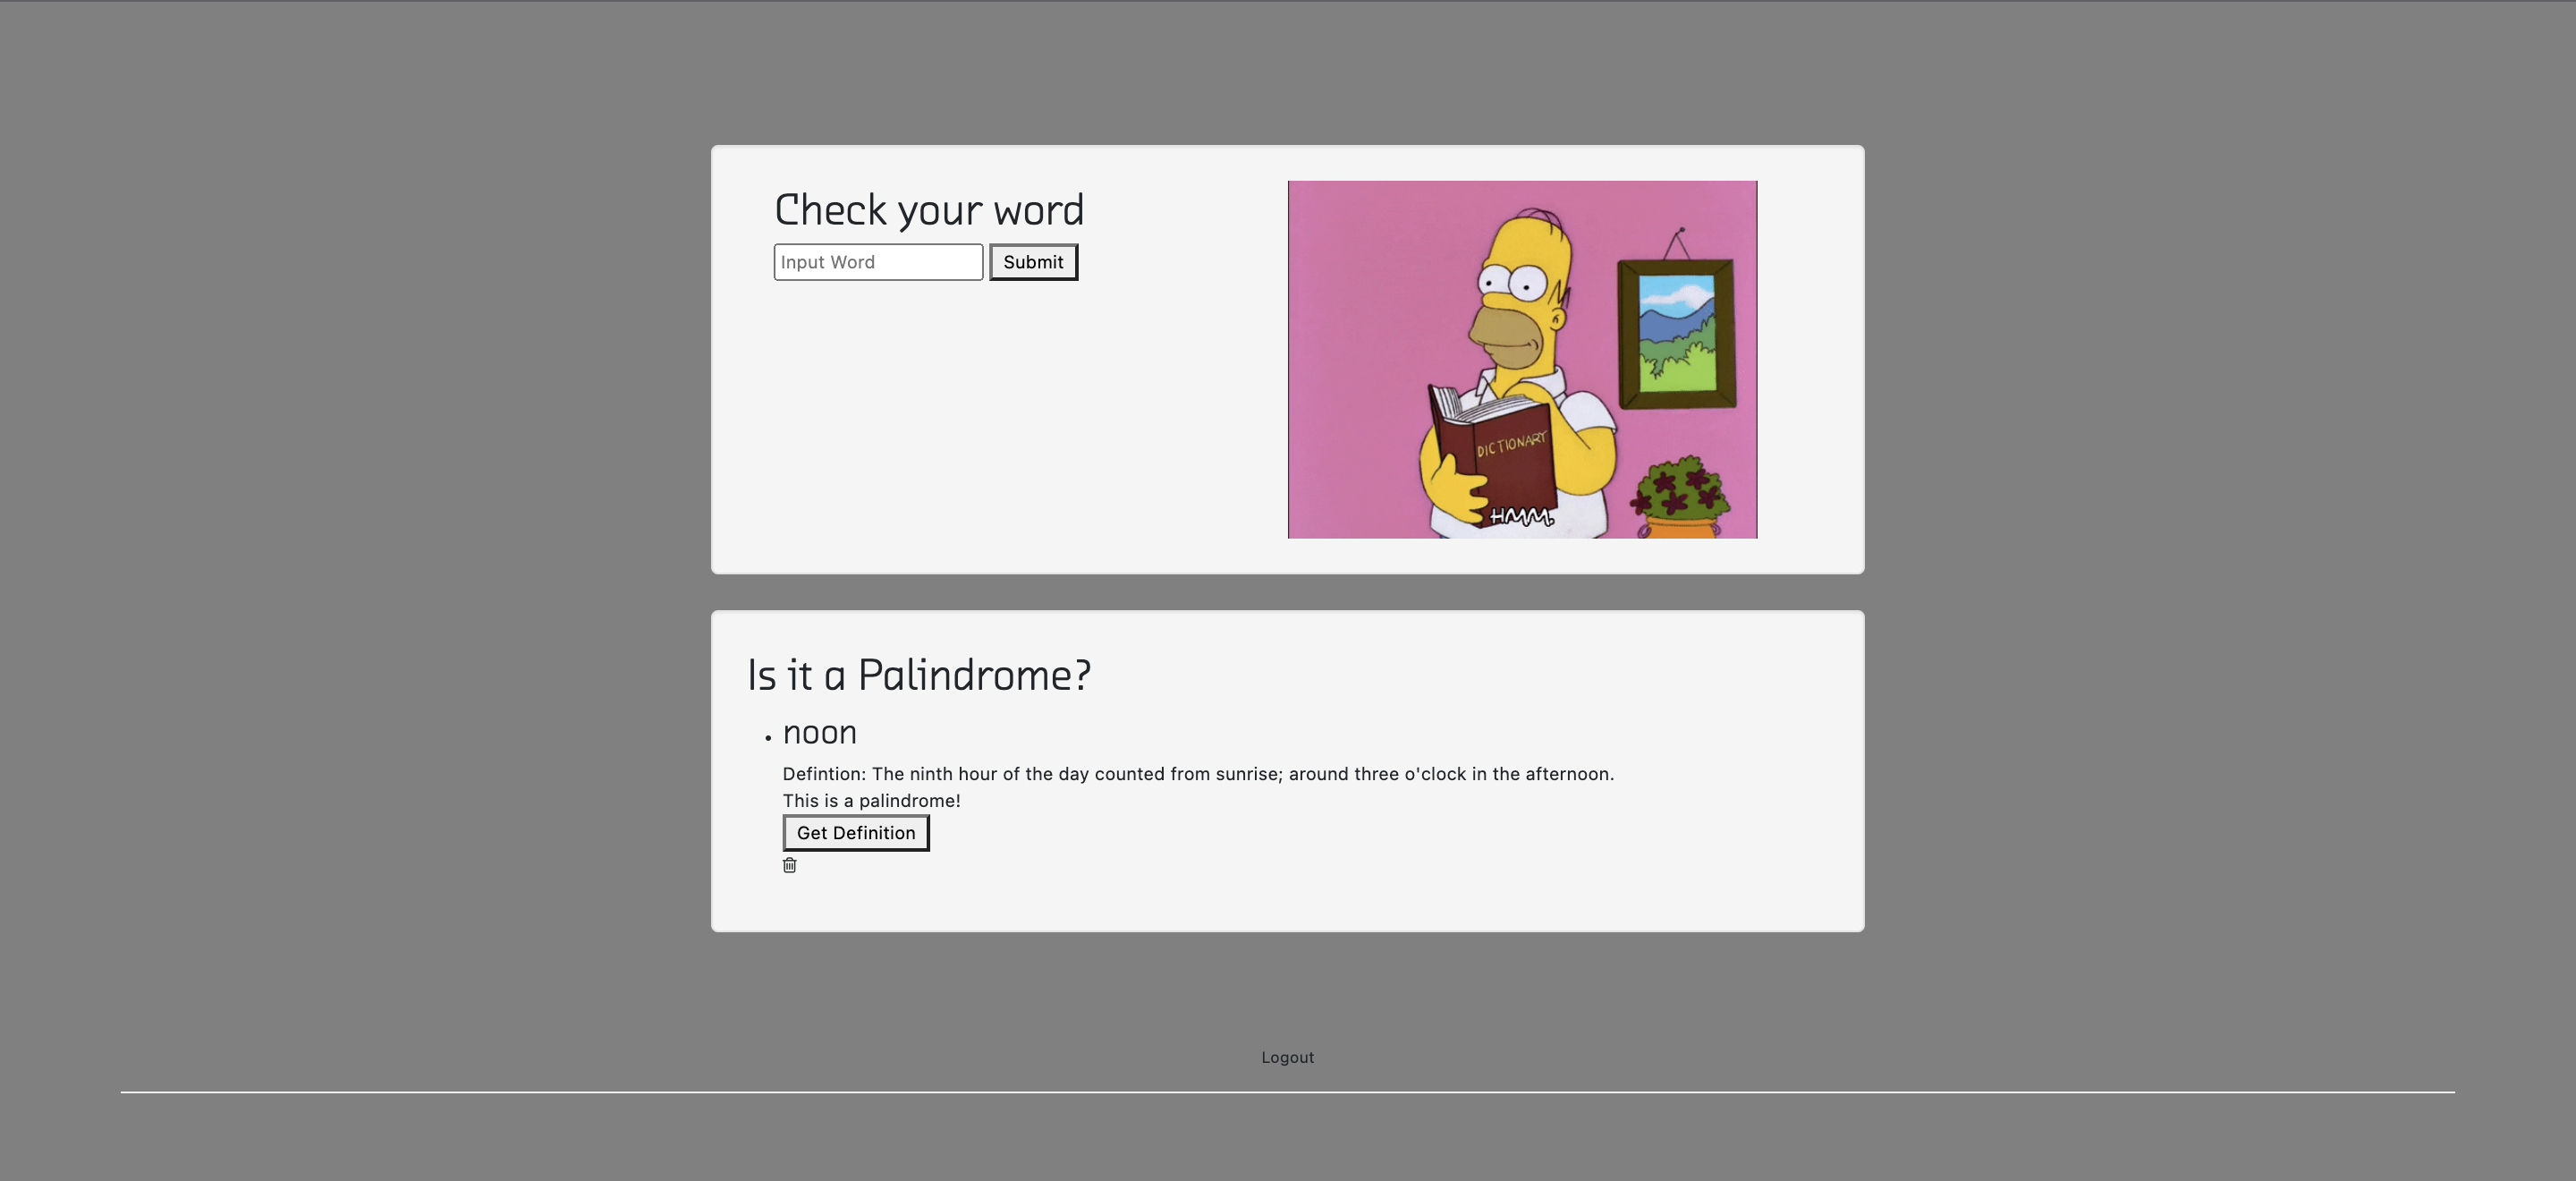 Check your word
Input Word Submit
DICTIONARY
HMM.
Is it a Palindrome?
noon
Defintion: The ninth hour of the day counted from sunrise; around three o'clock in the afternoon.
This is a palindrome!
Get Definition
Logout